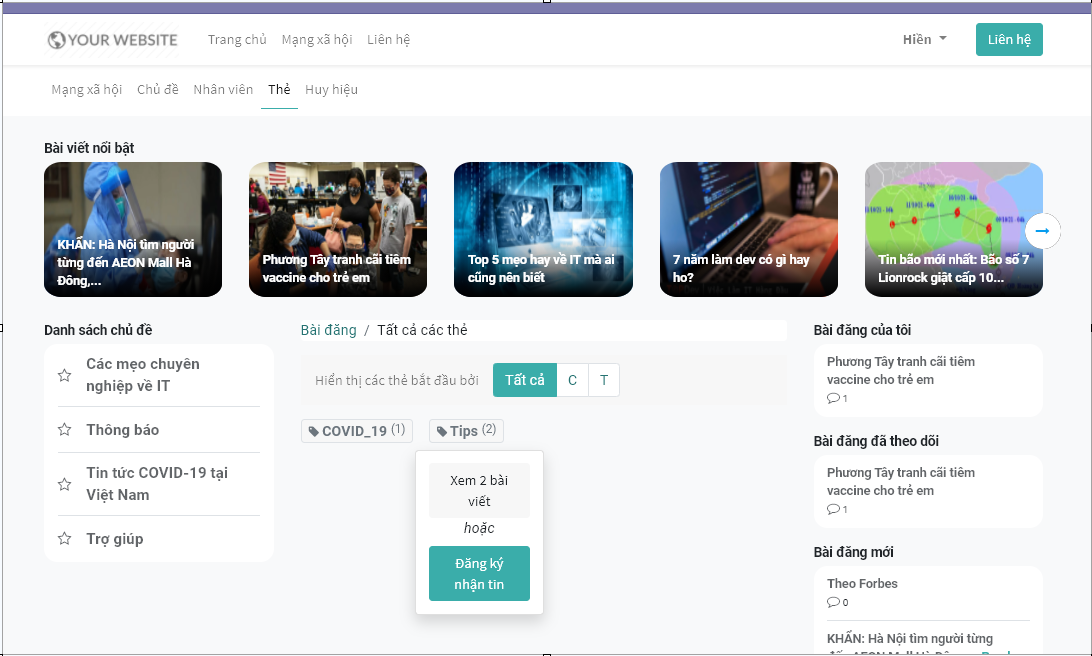 YOUR WEBSITE
Trang chủ
Mạng xã hội
Liên hệ
Hiền
Liên hệ
Mạng xã hội
Chủ đề
Nhân viên
Thẻ
Huy hiệu
Bài viết nổi bật
KHẨN: Hà Nội tìm người
từng đến AEON Mall Hà
Đông,...
Phương Tây tranh cãi tiêm
vaccine cho trẻ em
Top 5 mẹo hay về IT mà ai
cũng nên biết
7 năm làm dev có gì hay
ho?
Tin bão mới nhất: Bão số 7
Lionrock giật cấp 10...
Danh sách chủ đề
Các mẹo chuyên
nghiệp về IT
Thông báo
Tin tức COVID-19 tại
Việt Nam
Trợ giúp
Bài đăng / Tất cả các thẻ
Hiển thị các thẻ bắt đầu bởi
Tất cả
C
T
COVID_19 (1)
Tips (2)
Xem 2 bài
viết
hoặc
Đăng ký
nhận tin
Bài đăng của tôi
Phương Tây tranh cãi tiêm
vaccine cho trẻ em
1
Bài đăng đã theo dõi
Phương Tây tranh cãi tiêm
vaccine cho trẻ em
1
Bài đăng mới
Theo Forbes
0
KHẨN: Hà Nội tìm người từng